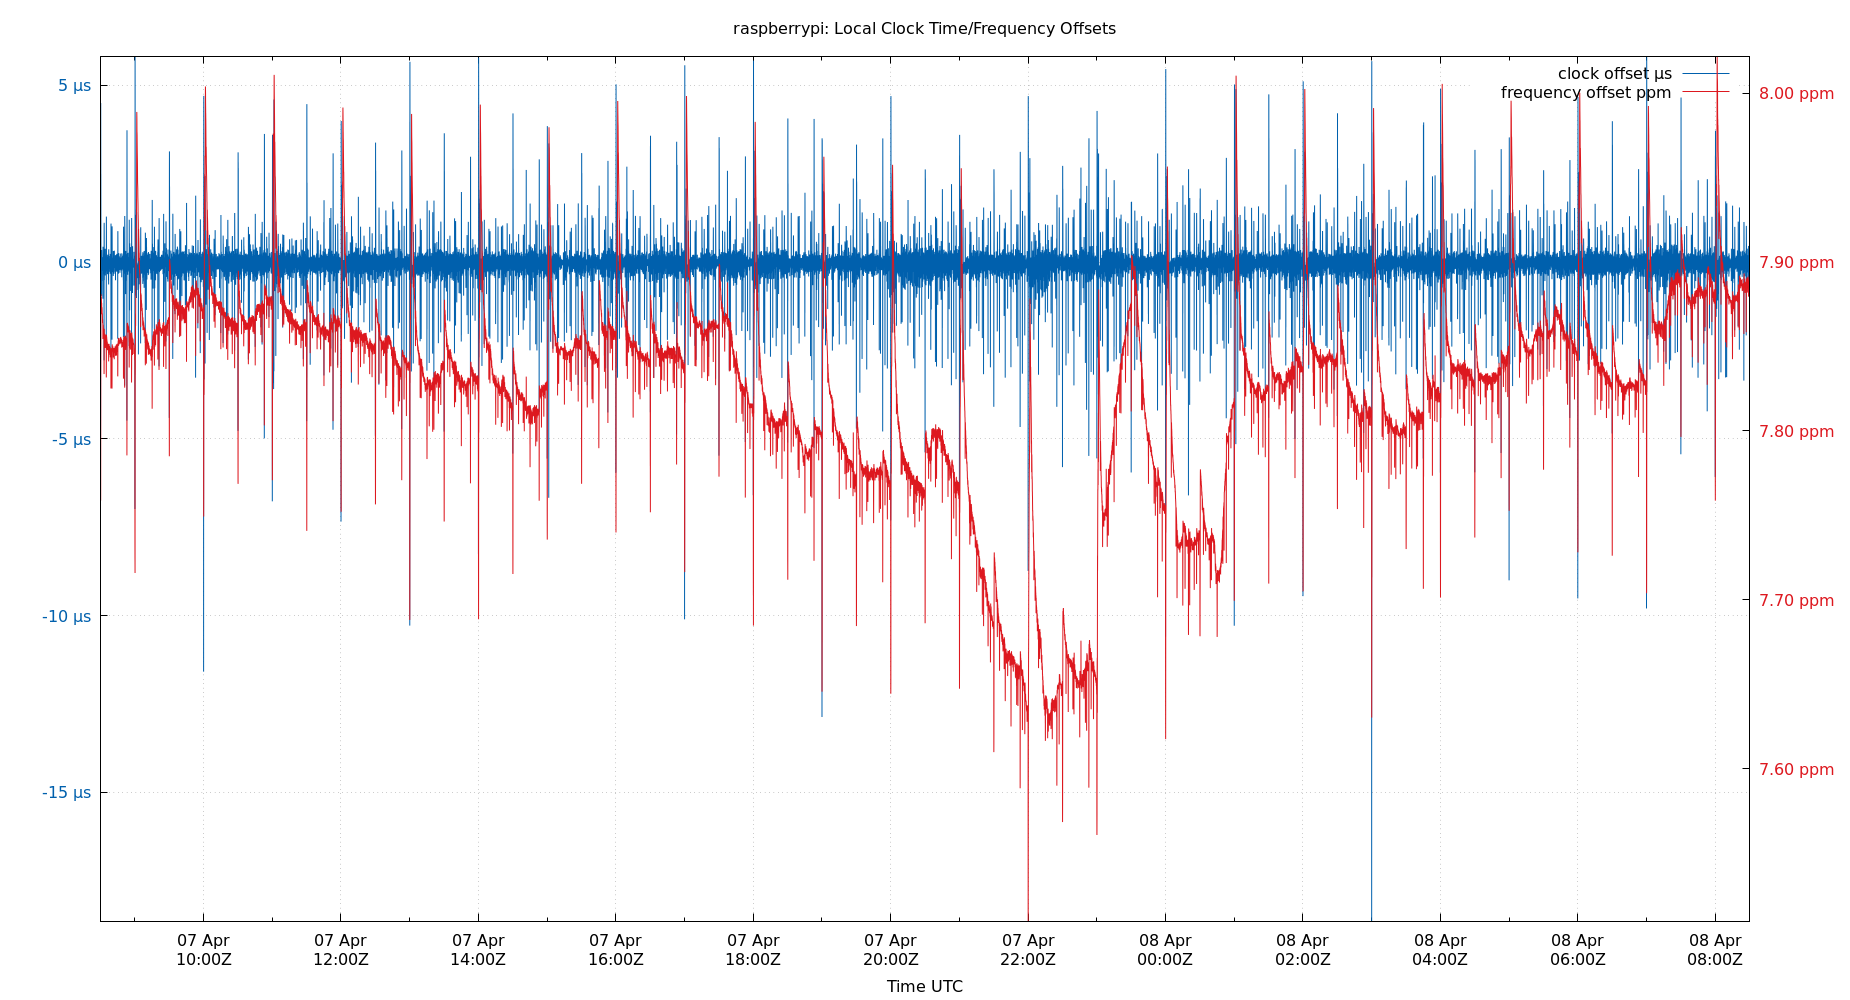 raspberrypi: Local Clock Time/Frequency Offsets
clock offset µs
frequency offset ppm
5 µs
0 µs
-5 µs
-10 µs
-15 µs
8.00 ppm
7.90 ppm
7.80 ppm
7.70 ppm
7.60 ppm
07 Apr
10:00Z
07 Apr
12:00Z
07 Apr
14:00Z
07 Apr
16:00Z
07 Apr
18:00Z
07 Apr
20:00Z
07 Apr
22:00Z
08 Apr
00:00Z
08 Apr
02:00Z
08 Apr
04:00Z
08 Apr
06:00Z
08 Apr
08:00Z
Time UTC